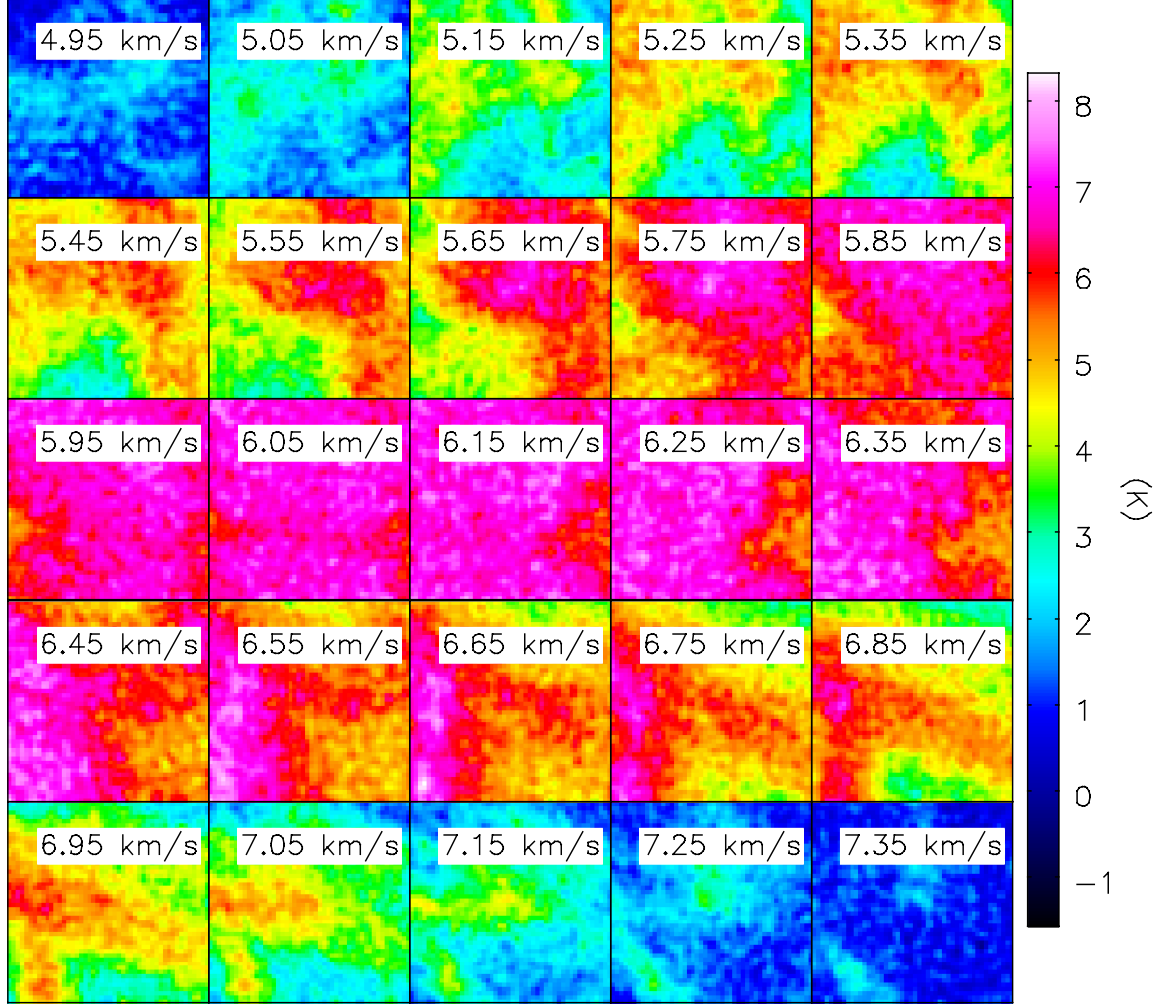 4.95 km/s
5.05 km/s
5.15 km/s
5.25 km/s
5.35 km/s
5.45 km/s
5.55 km/s
5.65 km/s
5.75 km/s
5.85 km/s
5.95 km/s
6.05 km/s
6.15 km/s
6.25 km/s
6.35 km/s
6.45 km/s
6.55 km/s
6.65 km/s
6.75 km/s
6.85 km/s
6.95 km/s
7.05 km/s
7.15 km/s
7.25 km/s
7.35 km/s
8
7
6
5
4
3
2
1
0
−1
(K)